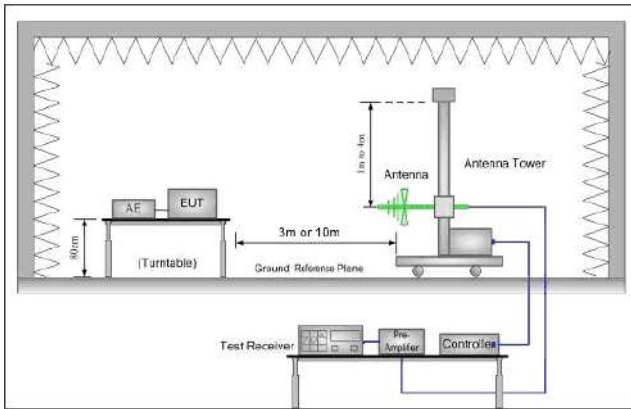 1m to 4m
Antenna
Antenna Tower
AE
EUT
3m or 10m
80cm
(Turntable)
Ground Reference Plane
Test Receiver
Pre-
Amplifier
Controller